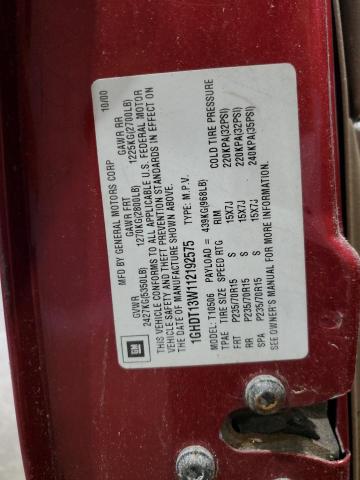 MFD BY GENERAL MOTORS CORP 10/00
GVWR GAWR FRT GAWR RR
2427KG(5350LB) 1270KG(2800LB) 1225KG(2700LB)
THIS VEHICLE CONFORMS TO ALL APPLICABLE U.S. FEDERAL MOTOR
VEHICLE SAFETY AND THEFT PREVENTION STANDARDS IN EFFECT ON
THE DATE OF MANUFACTURE SHOWN ABOVE.
1GHDT13W112192575 TYPE: M.P.V.
MODEL: T10506 PAYLOAD = 439KG(968LB)
TPAE TIRE SIZE SPEED RTG RIM COLD TIRE PRESSURE
FRT P235/70R15 S 15X7J 220KPA(32PSI)
RR P235/70R15 S 15X7J 220KPA(32PSI)
SPA P235/70R15 S 15X7J 240KPA(35PSI)
SEE OWNER'S MANUAL FOR MORE INFORMATION.
GM